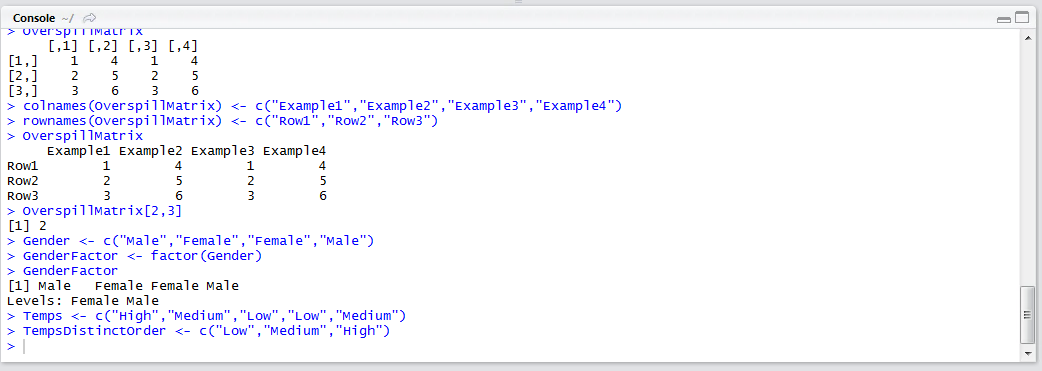 Console ~/
> OverspillMatrix
     [,1] [,2] [,3] [,4]
[1,]    1    4    1    4
[2,]    2    5    2    5
[3,]    3    6    3    6
> colnames(OverspillMatrix) <- c("Example1","Example2","Example3","Example4")
> rownames(OverspillMatrix) <- c("Row1","Row2","Row3")
> OverspillMatrix
     Example1 Example2 Example3 Example4
Row1        1        4        1        4
Row2        2        5        2        5
Row3        3        6        3        6
> OverspillMatrix[2,3]
[1] 2
> Gender <- c("Male","Female","Female","Male")
> GenderFactor <- factor(Gender)
> GenderFactor
[1] Male   Female Female Male
Levels: Female Male
> Temps <- c("High","Medium","Low","Low","Medium")
> TempsDistinctOrder <- c("Low","Medium","High")
>